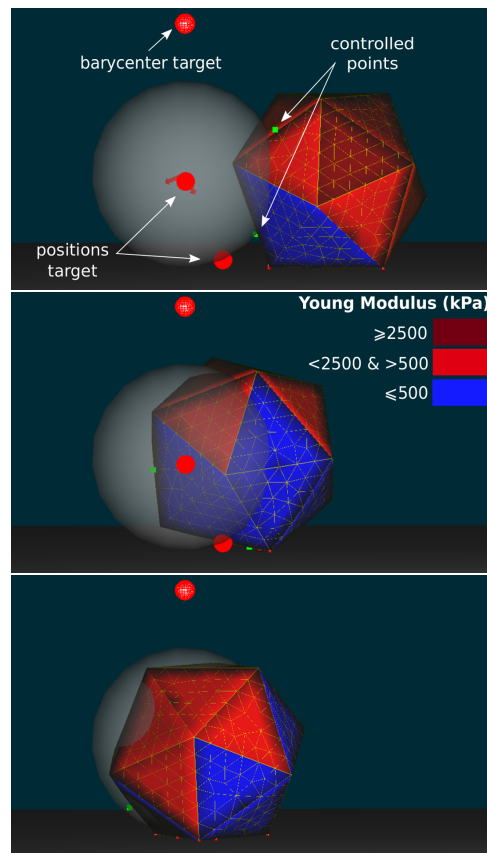 barycenter target
controlled
points
positions
target
Young Modulus (kPa)
⩾2500
<2500 & >500
⩽500